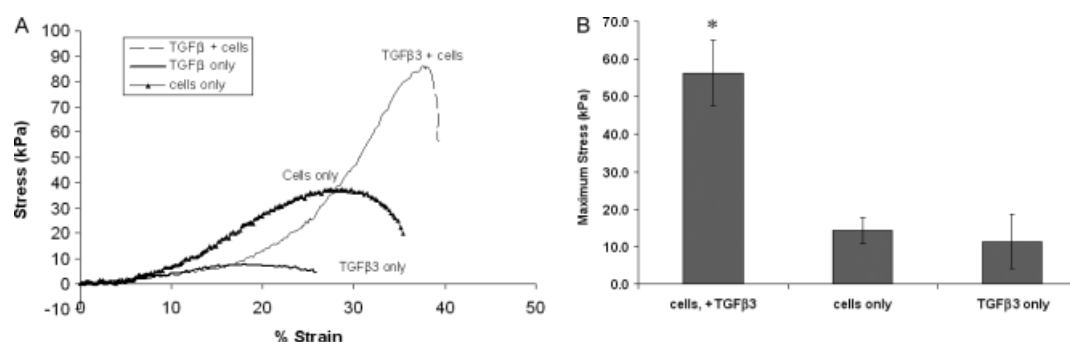 A
100
90
80
70
60
50
40
30
20
10
0
-10
Stress (kPa)
TGFβ + cells
TGFβ only
cells only
TGFβ3 + cells
Cells only
TGFβ3 only
0 10 20 30 40 50
% Strain
B
70.0
60.0
50.0
40.0
30.0
20.0
10.0
0.0
Maximum Stress (kPa)
*
cells, +TGFβ3 cells only TGFβ3 only